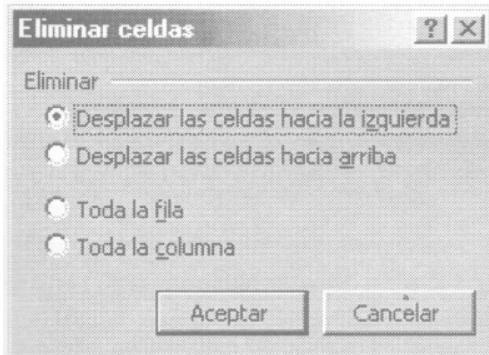 Eliminar celdas
Eliminar
Desplazar las celdas hacia la izquierda
Desplazar las celdas hacia arriba
Toda la fila
Toda la columna
Aceptar Cancelar